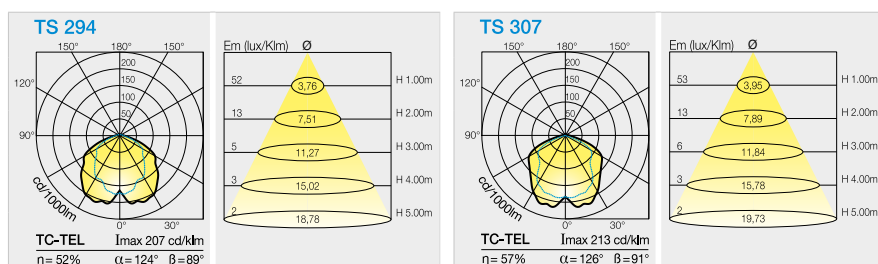 TS 294
150° 180° 150°
120°
90°
200
150
100
50
cd/1000lm
0° 30°
TC-TEL Imax 207 cd/klm
n= 52% α= 124° β=89°
Em (lux/Klm) Ø
52 3,76 H 1.00m
13 7,51 H 2.00m
5 11,27 H 3.00m
3 15,02 H 4.00m
2 18,78 H 5.00m
TS 307
150° 180° 150°
120°
90°
200
150
100
50
cd/1000lm
0° 30°
TC-TEL Imax 213 cd/klm
n= 57% α= 126° β=91°
Em (lux/Klm) Ø
53 3,95 H 1.00m
13 7,89 H 2.00m
6 11,84 H 3.00m
3 15,78 H 4.00m
2 19,73 H 5.00m